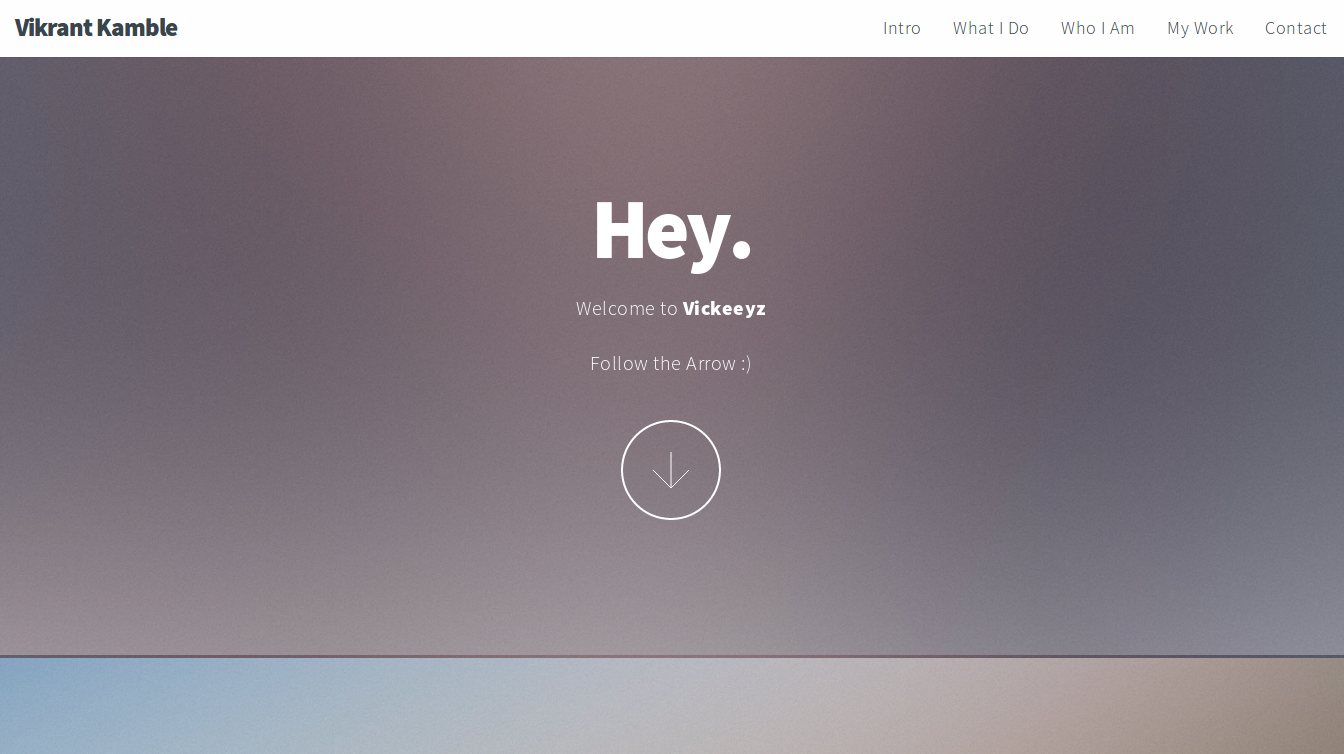 Vikrant Kamble
Intro What I Do Who I Am My Work Contact
Hey.
Welcome to Vickeeyz
Follow the Arrow :)